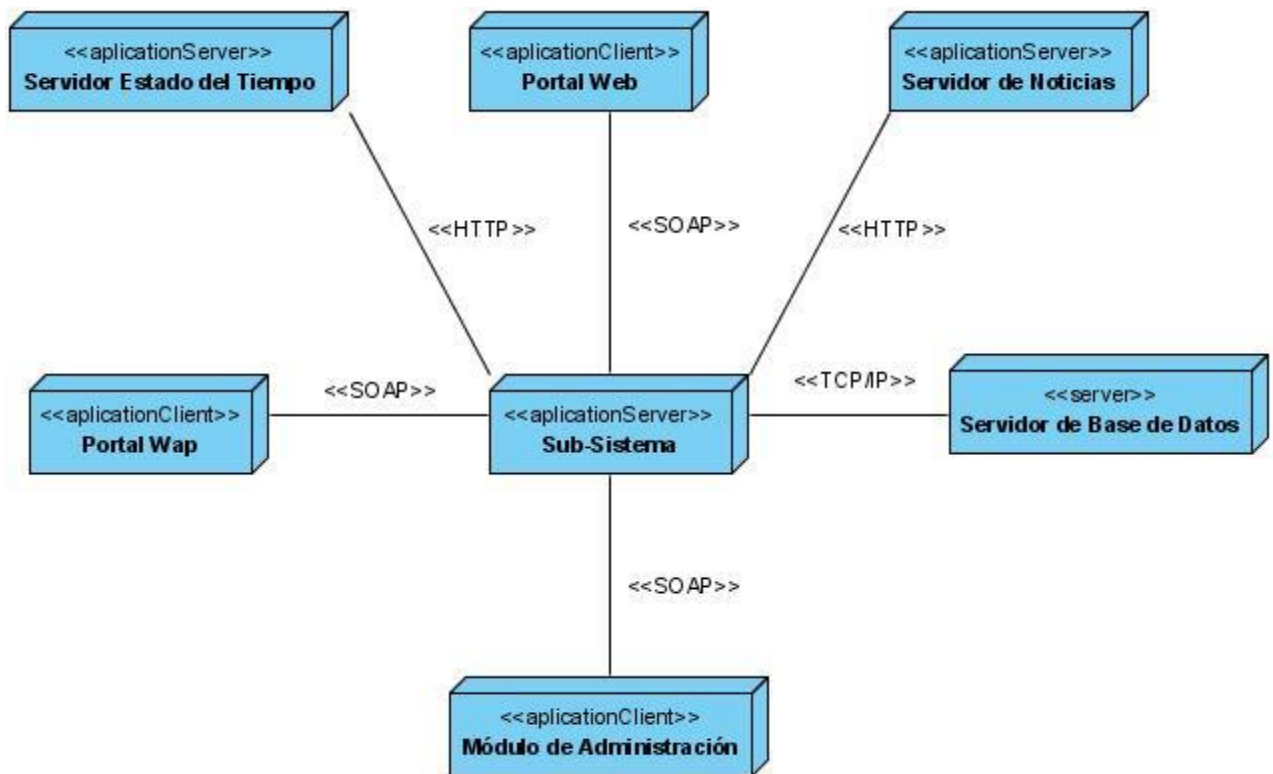 <<aplicationServer>>
Servidor Estado del Tiempo
<<aplicationClient>>
Portal Web
<<aplicationServer>>
Servidor de Noticias
<<HTTP>>
<<SOAP>>
<<HTTP>>
<<SOAP>>
<<TCP/IP>>
<<aplicationClient>>
Portal Wap
<<aplicationServer>>
Sub-Sistema
<<server>>
Servidor de Base de Datos
<<SOAP>>
<<aplicationClient>>
Módulo de Administración